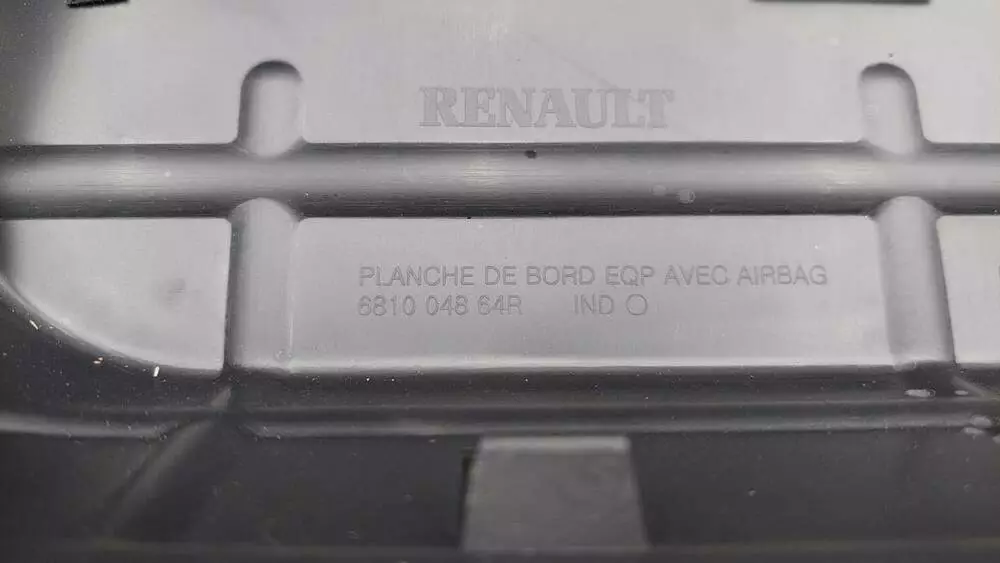 RENAULT
PLANCHE DE BORD EQP AVEC AIRBAG
6810 048 64R IND O